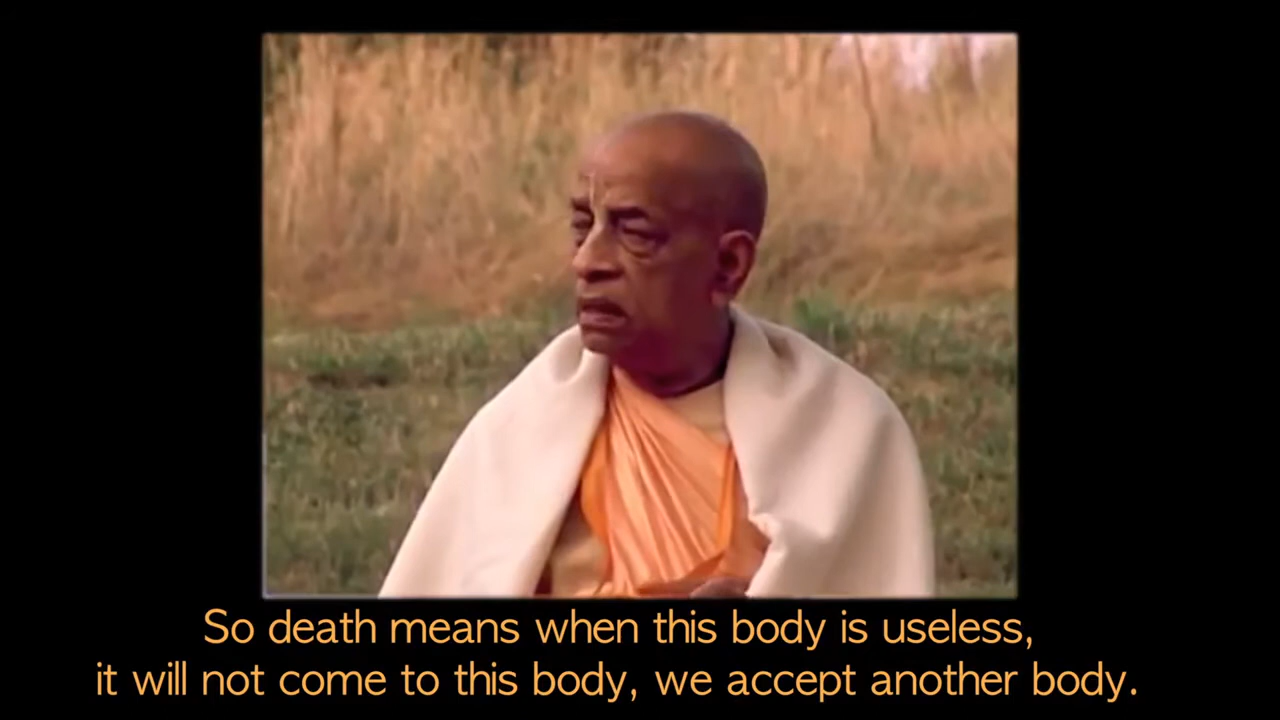 So death means when this body is useless,
it will not come to this body, we accept another body.